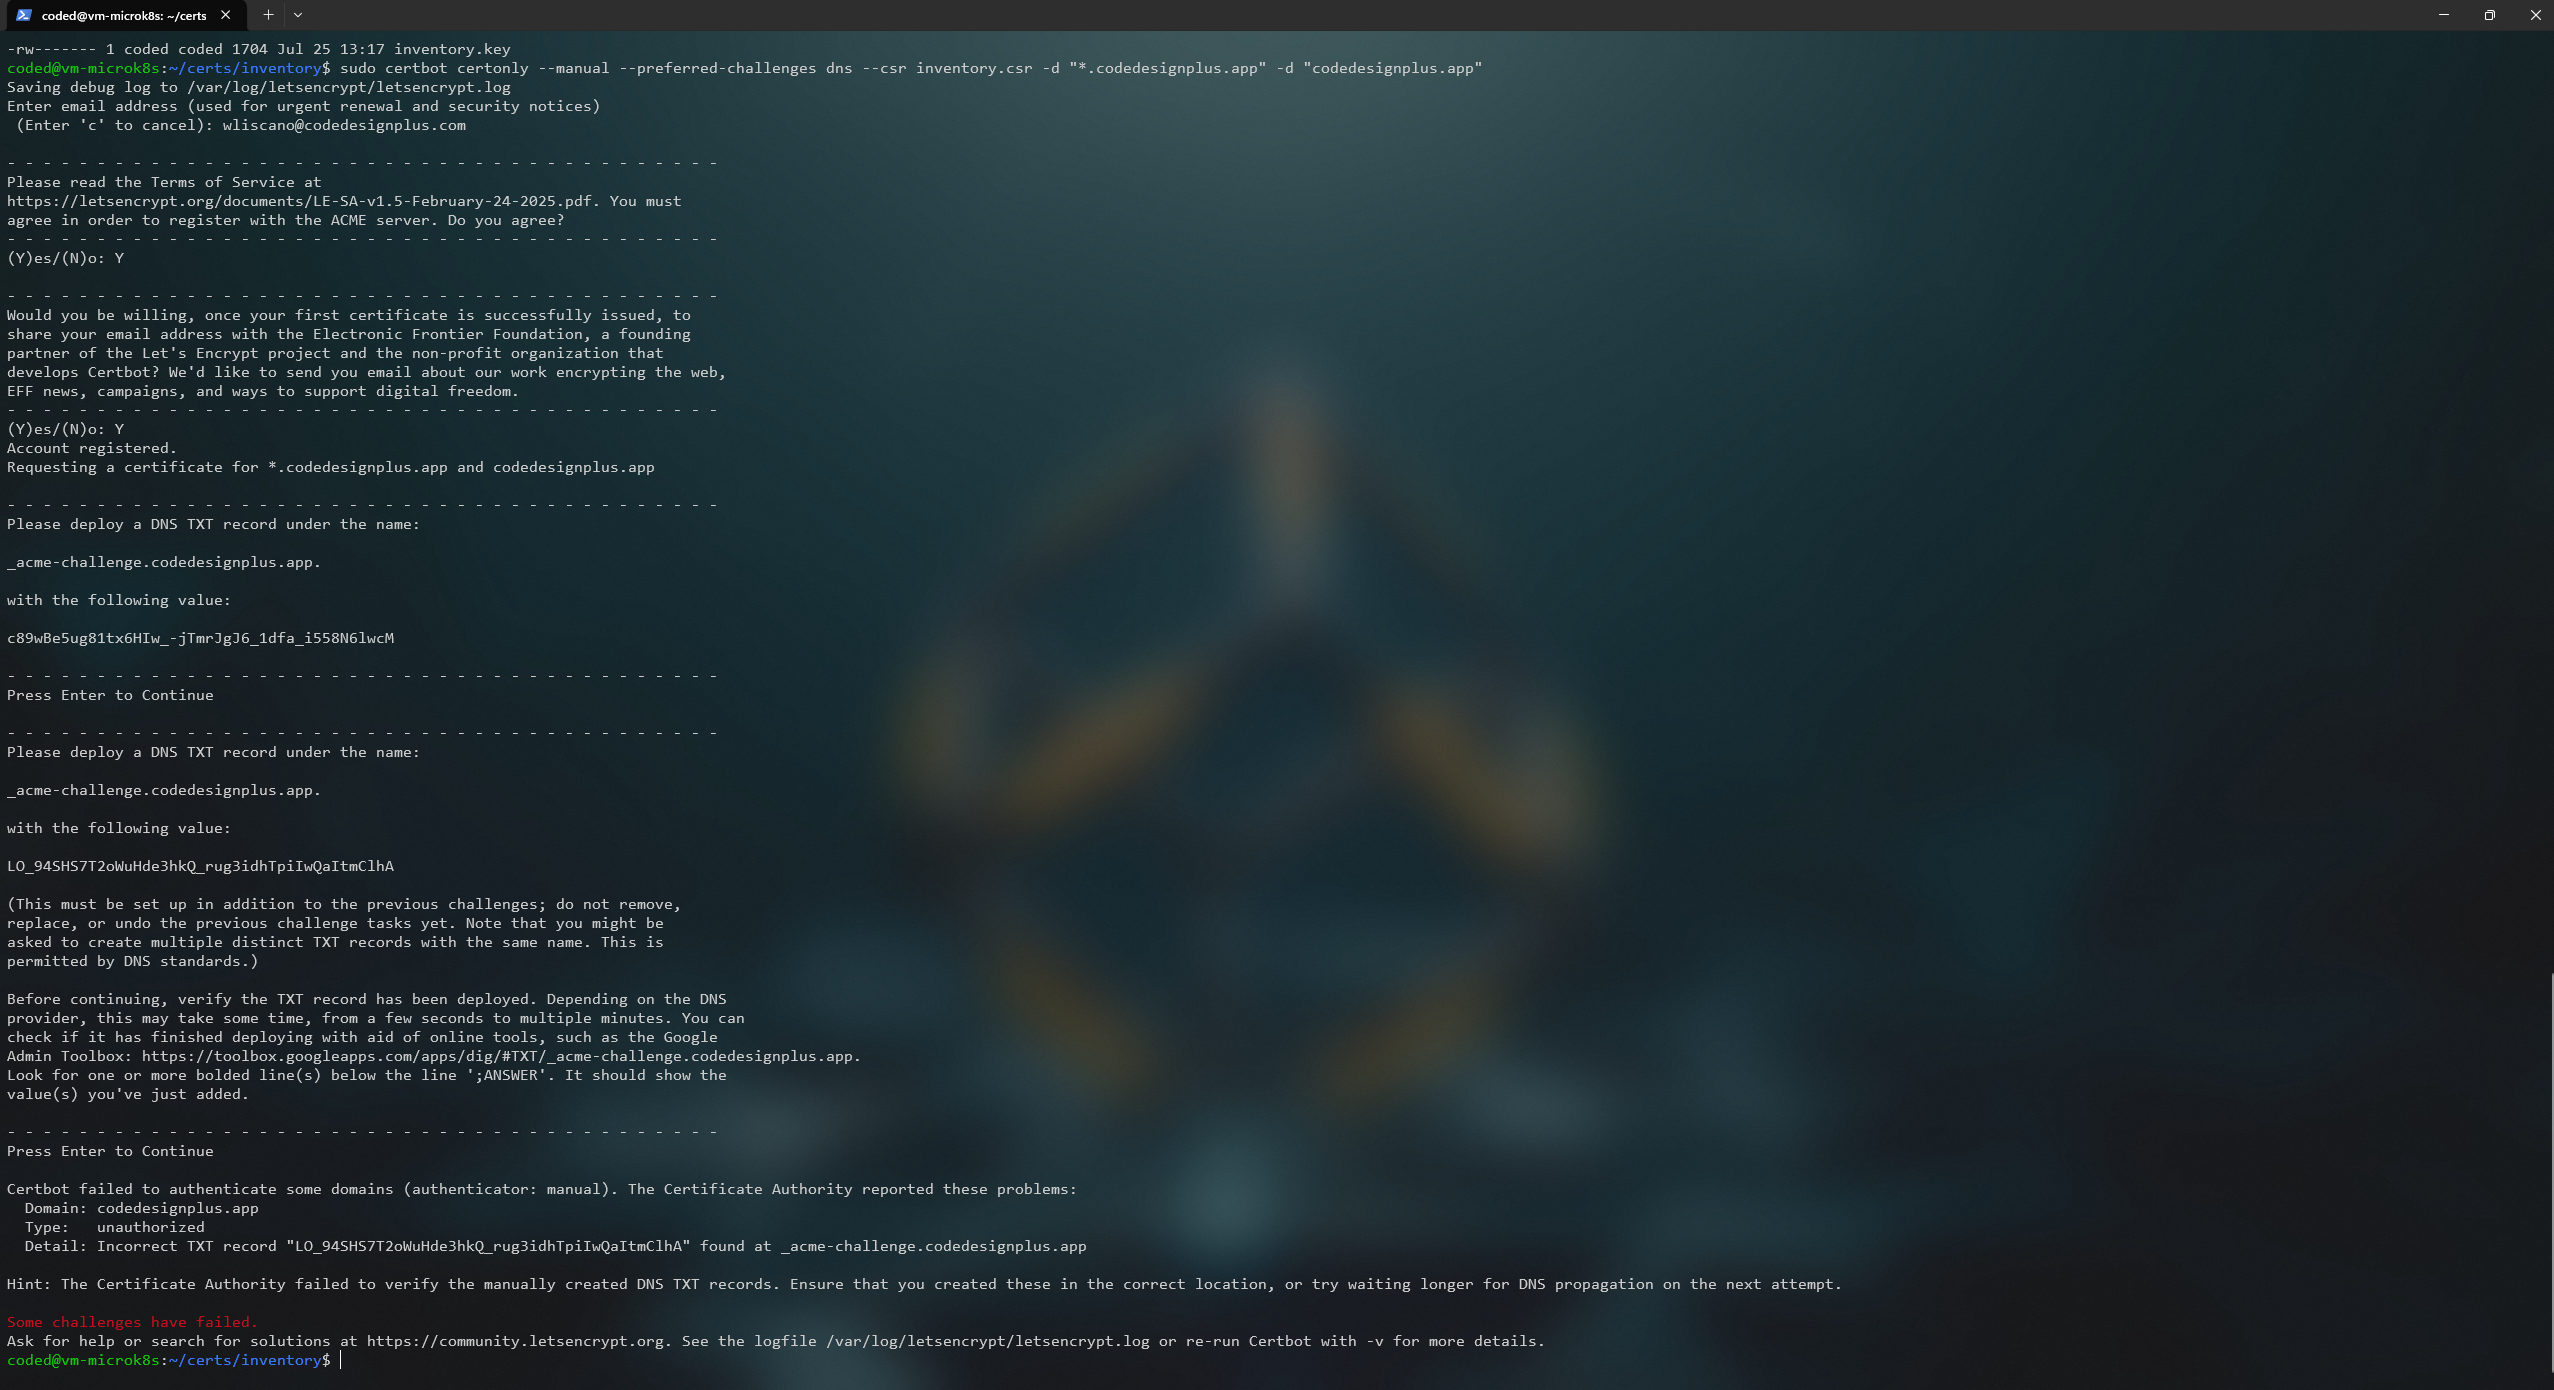 coded@vm-microk8s: ~/certs
-rw------- 1 coded coded 1704 Jul 25 13:17 inventory.key
coded@vm-microk8s:~/certs/inventory$ sudo certbot certonly --manual --preferred-challenges dns --csr inventory.csr -d "*.codedesignplus.app" -d "codedesignplus.app"
Saving debug log to /var/log/letsencrypt/letsencrypt.log
Enter email address (used for urgent renewal and security notices)
 (Enter 'c' to cancel): wliscano@codedesignplus.com
- - - - - - - - - - - - - - - - - - - - - - - - - - - - - - - - - - - - - - - -
Please read the Terms of Service at
https://letsencrypt.org/documents/LE-SA-v1.5-February-24-2025.pdf. You must
agree in order to register with the ACME server. Do you agree?
- - - - - - - - - - - - - - - - - - - - - - - - - - - - - - - - - - - - - - - -
(Y)es/(N)o: Y
- - - - - - - - - - - - - - - - - - - - - - - - - - - - - - - - - - - - - - - -
Would you be willing, once your first certificate is successfully issued, to
share your email address with the Electronic Frontier Foundation, a founding
partner of the Let's Encrypt project and the non-profit organization that
develops Certbot? We'd like to send you email about our work encrypting the web,
EFF news, campaigns, and ways to support digital freedom.
- - - - - - - - - - - - - - - - - - - - - - - - - - - - - - - - - - - - - - - -
(Y)es/(N)o: Y
Account registered.
Requesting a certificate for *.codedesignplus.app and codedesignplus.app
- - - - - - - - - - - - - - - - - - - - - - - - - - - - - - - - - - - - - - - -
Please deploy a DNS TXT record under the name:
_acme-challenge.codedesignplus.app.
with the following value:
c89wBe5ug81tx6HIw_-jTmrJgJ6_1dfa_i558N6lwcM
- - - - - - - - - - - - - - - - - - - - - - - - - - - - - - - - - - - - - - - -
Press Enter to Continue
- - - - - - - - - - - - - - - - - - - - - - - - - - - - - - - - - - - - - - - -
Please deploy a DNS TXT record under the name:
_acme-challenge.codedesignplus.app.
with the following value:
LO_94SHS7T2oWuHde3hkQ_rug3idhTpiIwQaItmClhA
(This must be set up in addition to the previous challenges; do not remove,
replace, or undo the previous challenge tasks yet. Note that you might be
asked to create multiple distinct TXT records with the same name. This is
permitted by DNS standards.)
Before continuing, verify the TXT record has been deployed. Depending on the DNS
provider, this may take some time, from a few seconds to multiple minutes. You can
check if it has finished deploying with aid of online tools, such as the Google
Admin Toolbox: https://toolbox.googleapps.com/apps/dig/#TXT/_acme-challenge.codedesignplus.app.
Look for one or more bolded line(s) below the line ';ANSWER'. It should show the
value(s) you've just added.
- - - - - - - - - - - - - - - - - - - - - - - - - - - - - - - - - - - - - - - -
Press Enter to Continue
Certbot failed to authenticate some domains (authenticator: manual). The Certificate Authority reported these problems:
  Domain: codedesignplus.app
  Type:   unauthorized
  Detail: Incorrect TXT record "LO_94SHS7T2oWuHde3hkQ_rug3idhTpiIwQaItmClhA" found at _acme-challenge.codedesignplus.app
Hint: The Certificate Authority failed to verify the manually created DNS TXT records. Ensure that you created these in the correct location, or try waiting longer for DNS propagation on the next attempt.
Some challenges have failed.
Ask for help or search for solutions at https://community.letsencrypt.org. See the logfile /var/log/letsencrypt/letsencrypt.log or re-run Certbot with -v for more details.
coded@vm-microk8s:~/certs/inventory$